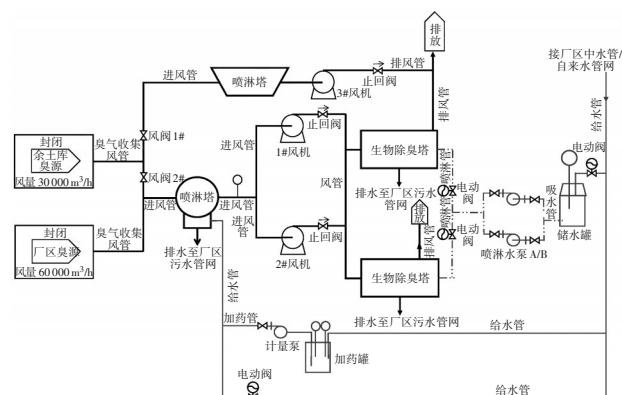 排
放
接厂区中水管/
自来水管网
进风管
喷淋塔
排风管
止回阀
3#风机
排风管
给水管
封闭
余土库
臭源
风量 30 000 m³/h
臭气收集
风管
风阀 1#
风阀 2#
进风管
止回阀
1#风机
生物除臭塔
风管
喷淋管
电动
阀
电动阀
吸
水
管
储水罐
喷淋塔
进风管
进风管
进
风
管
排水至厂区污水
管网
排
放
排风管
喷淋管
电动
阀
喷淋水泵 A/B
封闭
厂区臭源
风量 60 000 m³/h
臭气收集
风管
排水至厂区
污水管网
止回阀
2#风机
生物除臭塔
给水管
加药管
计量泵
加药罐
排水至厂区污水管网
给水管
电动阀
给水管